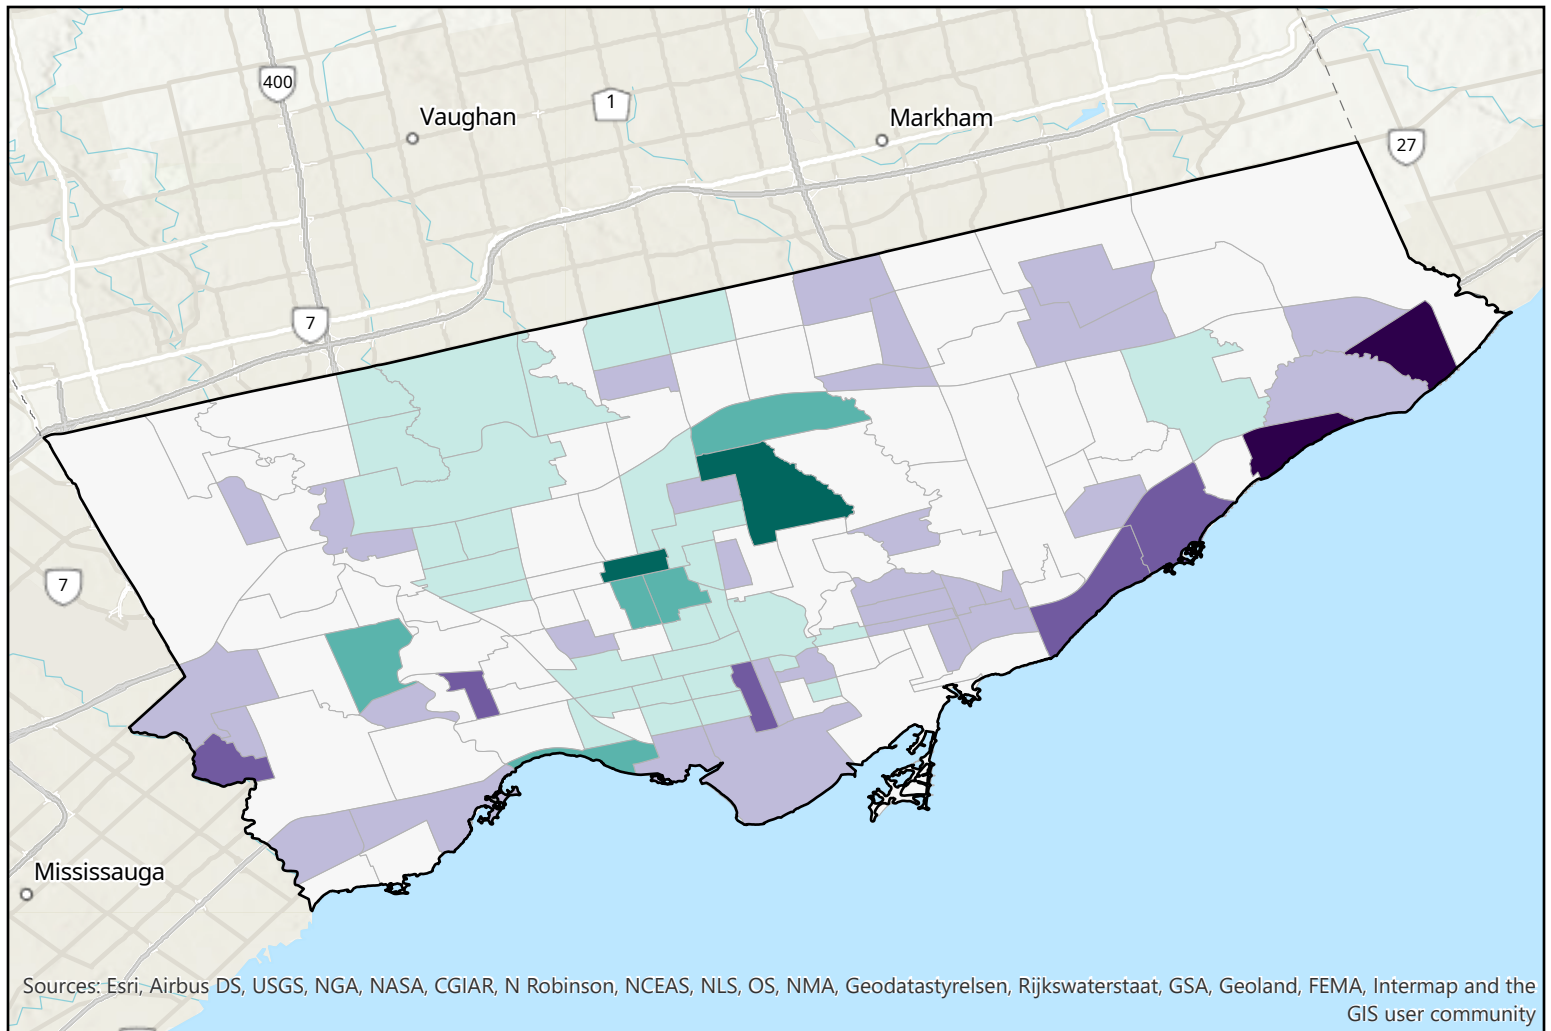 400
Vaughan
1
Markham
27
7
7
Mississauga
Sources: Esri, Airbus DS, USGS, NGA, NASA, CGIAR, N Robinson, NCEAS, NLS, OS, NMA, Geodatastyrelsen, Rijkswaterstaat, GSA, Geoland, FEMA, Intermap and the
GIS user community